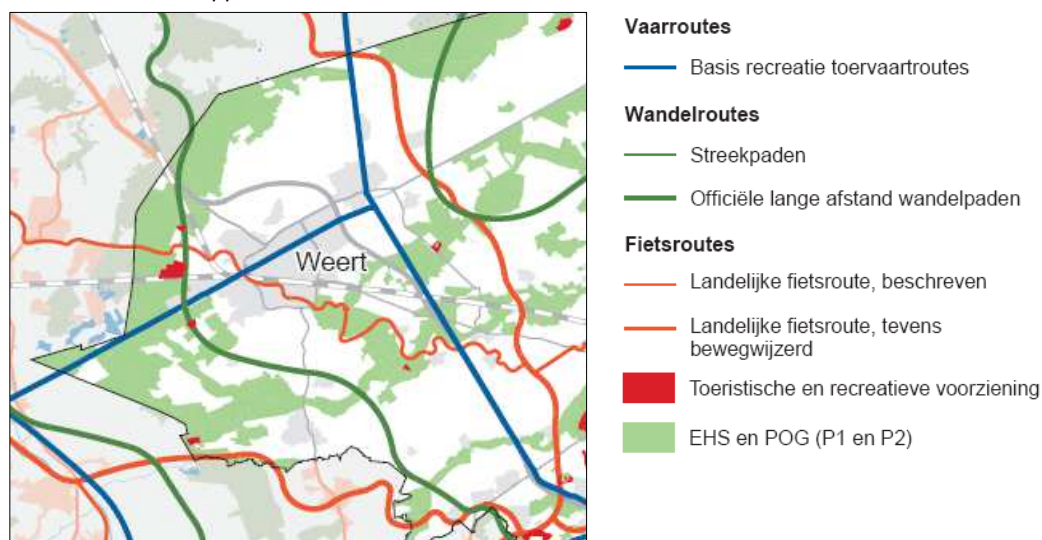 Weert
Vaarroutes
Basis recreatie toervaartroutes
Wandelroutes
Streekpaden
Officiële lange afstand wandelpaden
Fietsroutes
Landelijke fietsroute, beschreven
Landelijke fietsroute, tevens
bewegwijzerd
Toeristische en recreatieve voorziening
EHS en POG (P1 en P2)